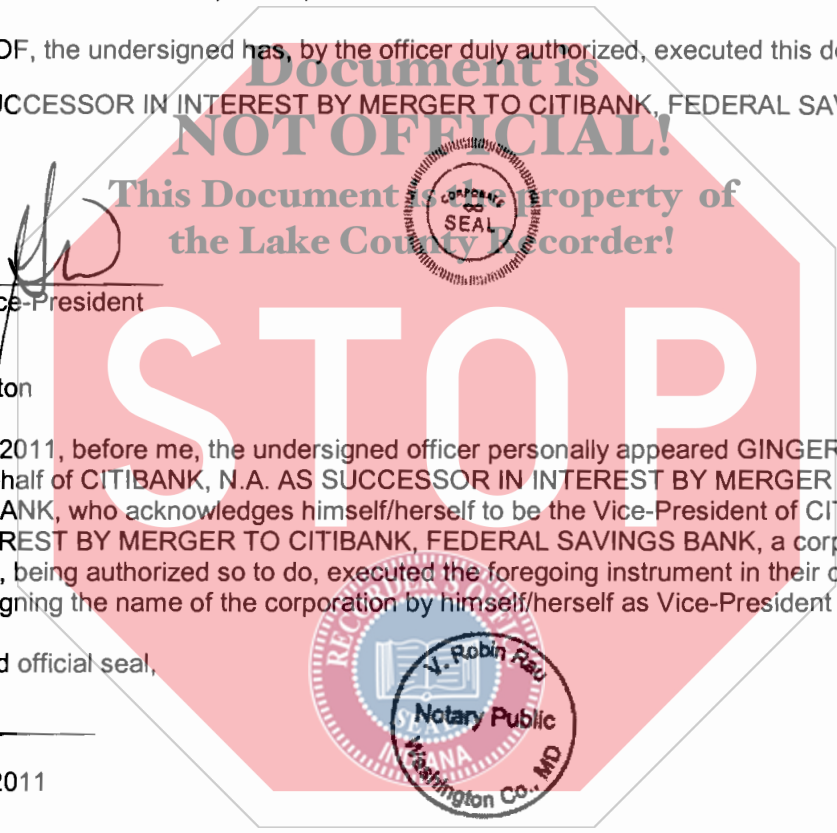 OF, the undersigned has, by the officer duly authorized, executed this d
Document is
UCCESSOR IN INTEREST BY MERGER TO CITIBANK, FEDERAL SAV
NOT OFFICIAL!
This Document is the property of
CORPORATE
SEAL
the Lake County Recorder!
ce-President
STOP
ton
2011, before me, the undersigned officer personally appeared GINGER
half of CITIBANK, N.A. AS SUCCESSOR IN INTEREST BY MERGER
ANK, who acknowledges himself/herself to be the Vice-President of CIT
REST BY MERGER TO CITIBANK, FEDERAL SAVINGS BANK, a corp
, being authorized so to do, executed the foregoing instrument in their c
gning the name of the corporation by himself/herself as Vice-President
RECORDER'S OFFICE
SEAL
INDIANA
d official seal,
V. Robin Rau
Notary Public
Washington Co., MD
2011